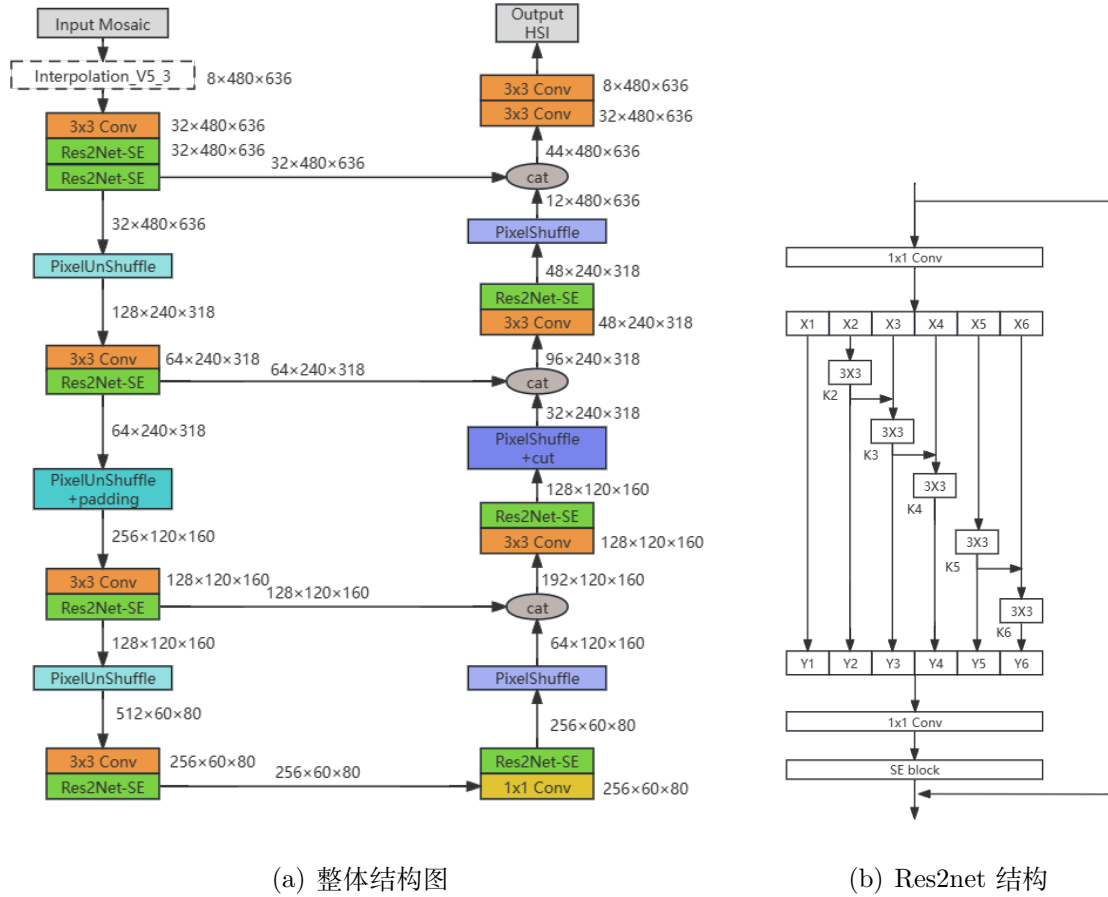 Input Mosaic
Interpolation_V5_3
8×480×636
3x3 Conv
32×480×636
Res2Net-SE
32×480×636
Res2Net-SE
32×480×636
32×480×636
PixelUnShuffle
128×240×318
3x3 Conv
64×240×318
Res2Net-SE
64×240×318
64×240×318
PixelUnShuffle
+padding
256×120×160
3x3 Conv
128×120×160
Res2Net-SE
128×120×160
128×120×160
PixelUnShuffle
512×60×80
3x3 Conv
256×60×80
Res2Net-SE
256×60×80
Output
HSI
3x3 Conv
8×480×636
3x3 Conv
32×480×636
44×480×636
cat
12×480×636
PixelShuffle
48×240×318
Res2Net-SE
3x3 Conv
48×240×318
96×240×318
cat
32×240×318
PixelShuffle
+cut
128×120×160
Res2Net-SE
3x3 Conv
128×120×160
192×120×160
cat
64×120×160
PixelShuffle
256×60×80
Res2Net-SE
1x1 Conv
256×60×80
(a) 整体结构图
1x1 Conv
X1 X2 X3 X4 X5 X6
3X3
K2
3X3
K3
3X3
K4
3X3
K5
3X3
K6
Y1 Y2 Y3 Y4 Y5 Y6
1x1 Conv
SE block
(b) Res2net 结构